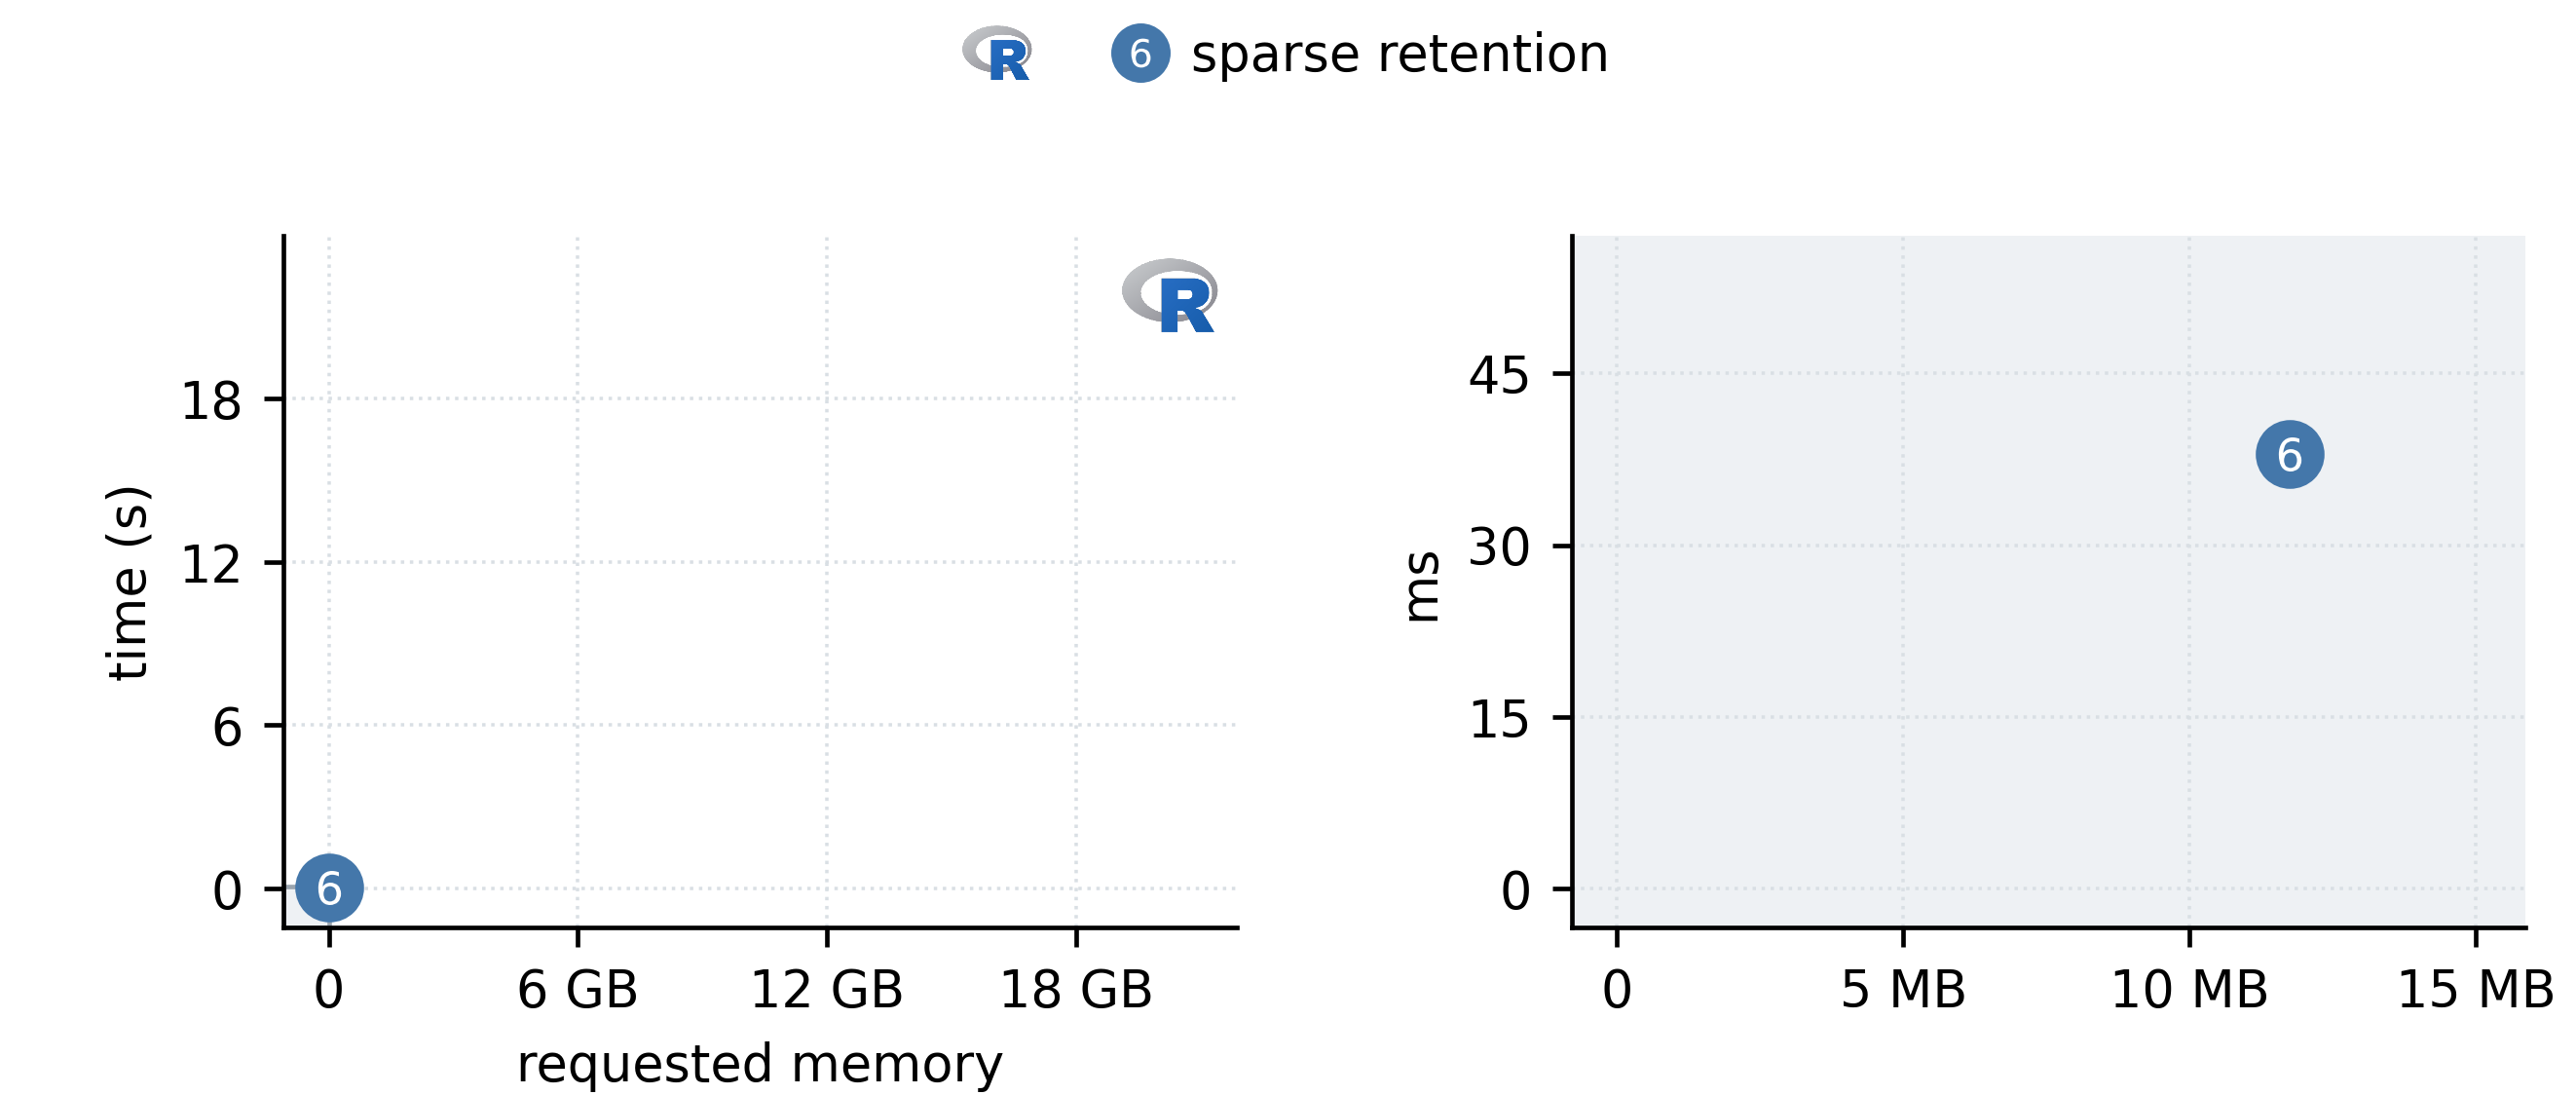 R 6 sparse retention
R
time (s)
18
12
6
0
6
0 6 GB 12 GB 18 GB
requested memory
ms
45
30
15
0
6
0 5 MB 10 MB 15 MB